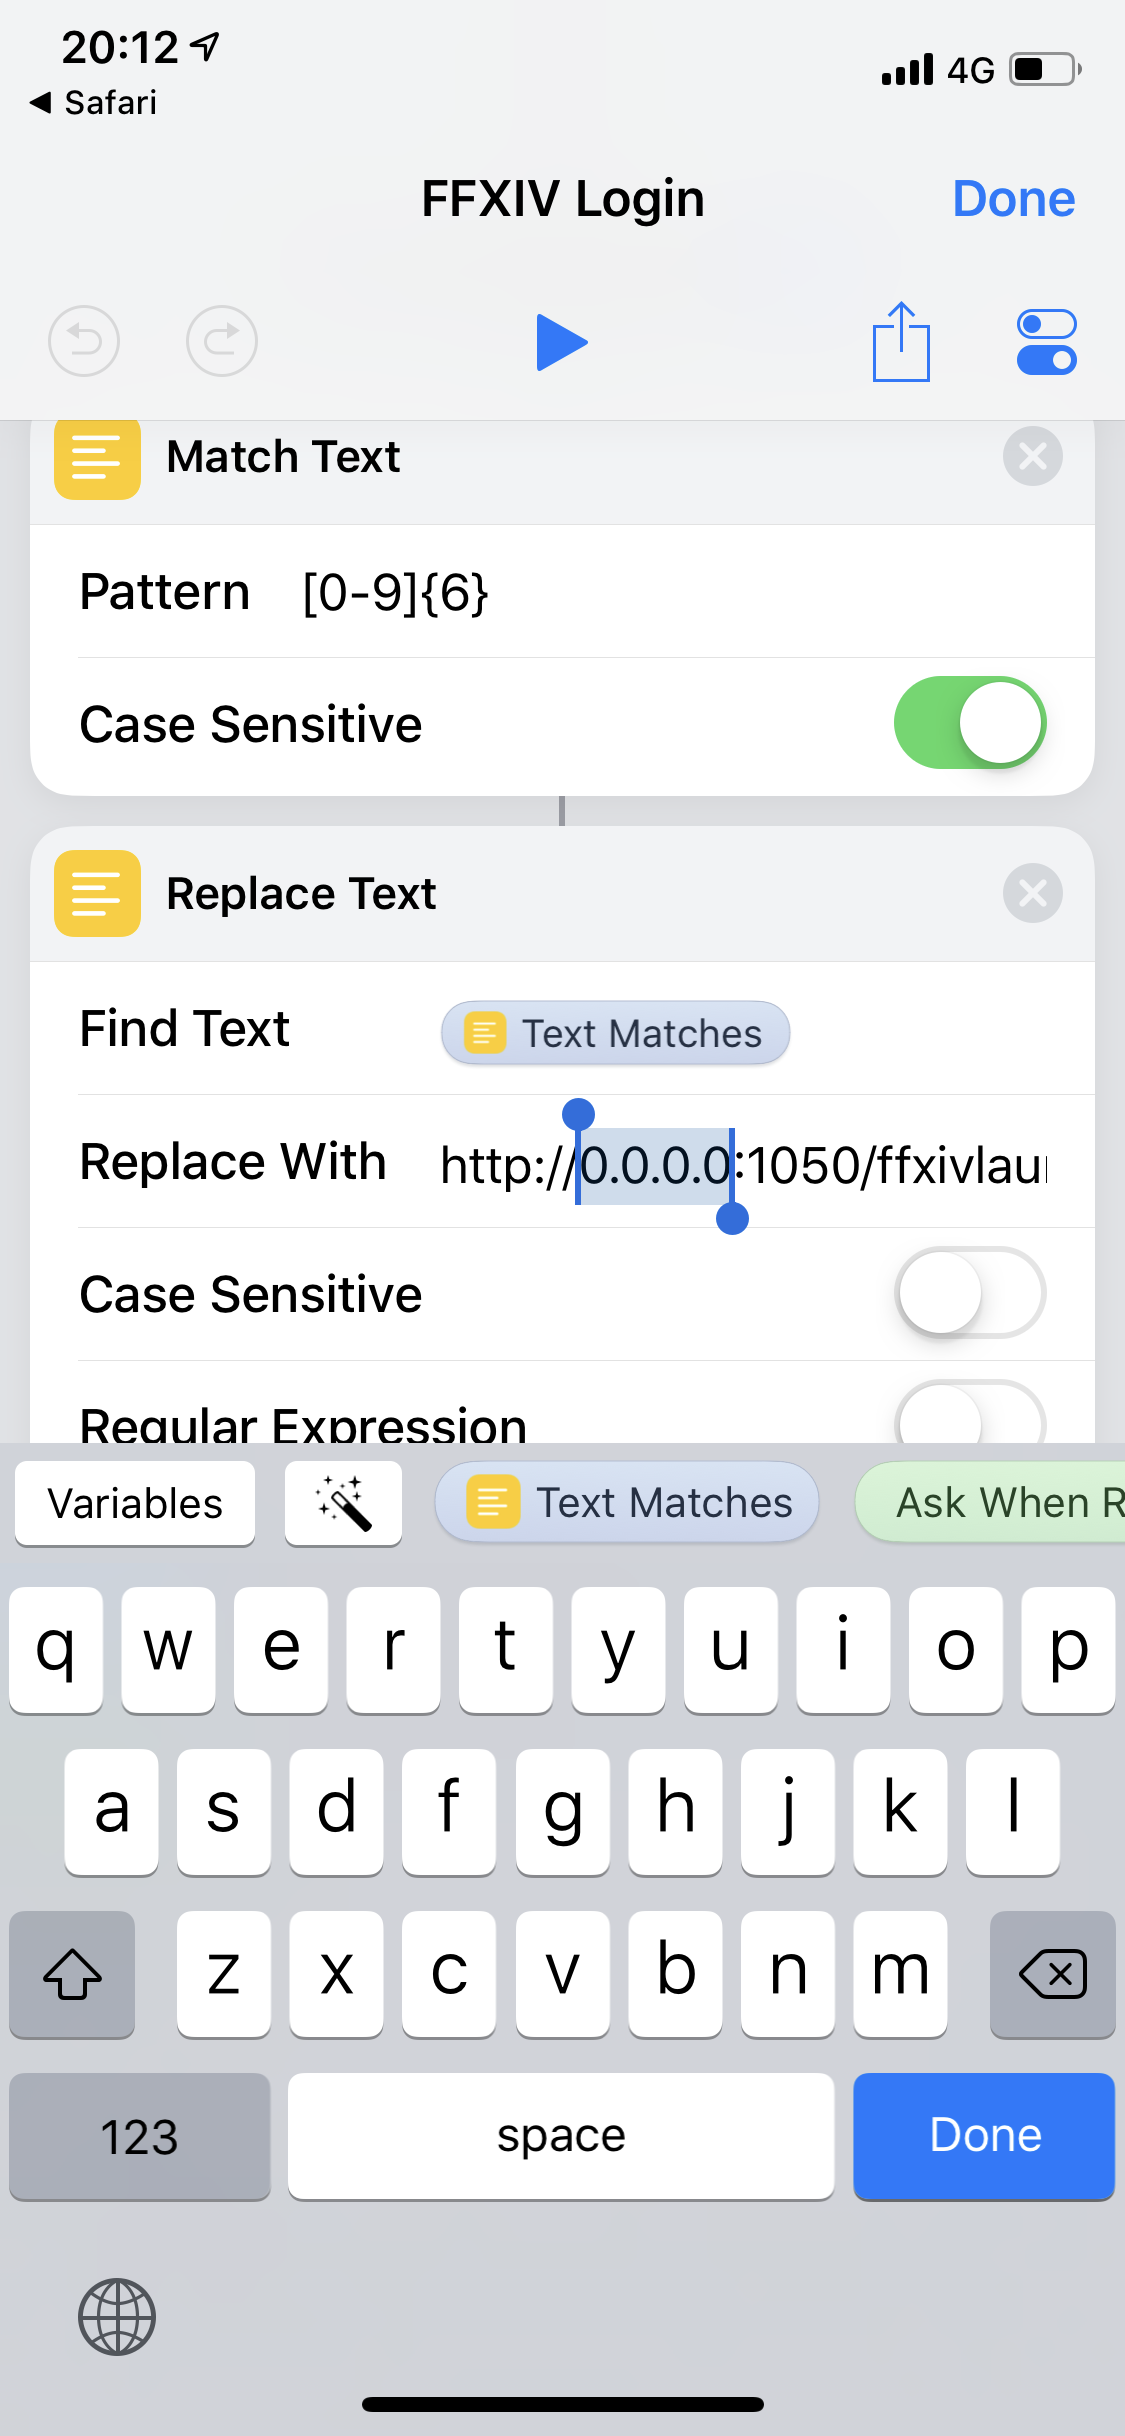 20:12
4G
◀ Safari
FFXIV Login
Done
Match Text
Pattern [0-9]{6}
Case Sensitive
Replace Text
Find Text Text Matches
Replace With http://0.0.0.0:1050/ffxivlau
Case Sensitive
Regular Expression
Variables Text Matches Ask When R
q w e r t y u i o p
a s d f g h j k l
z x c v b n m
123 space Done